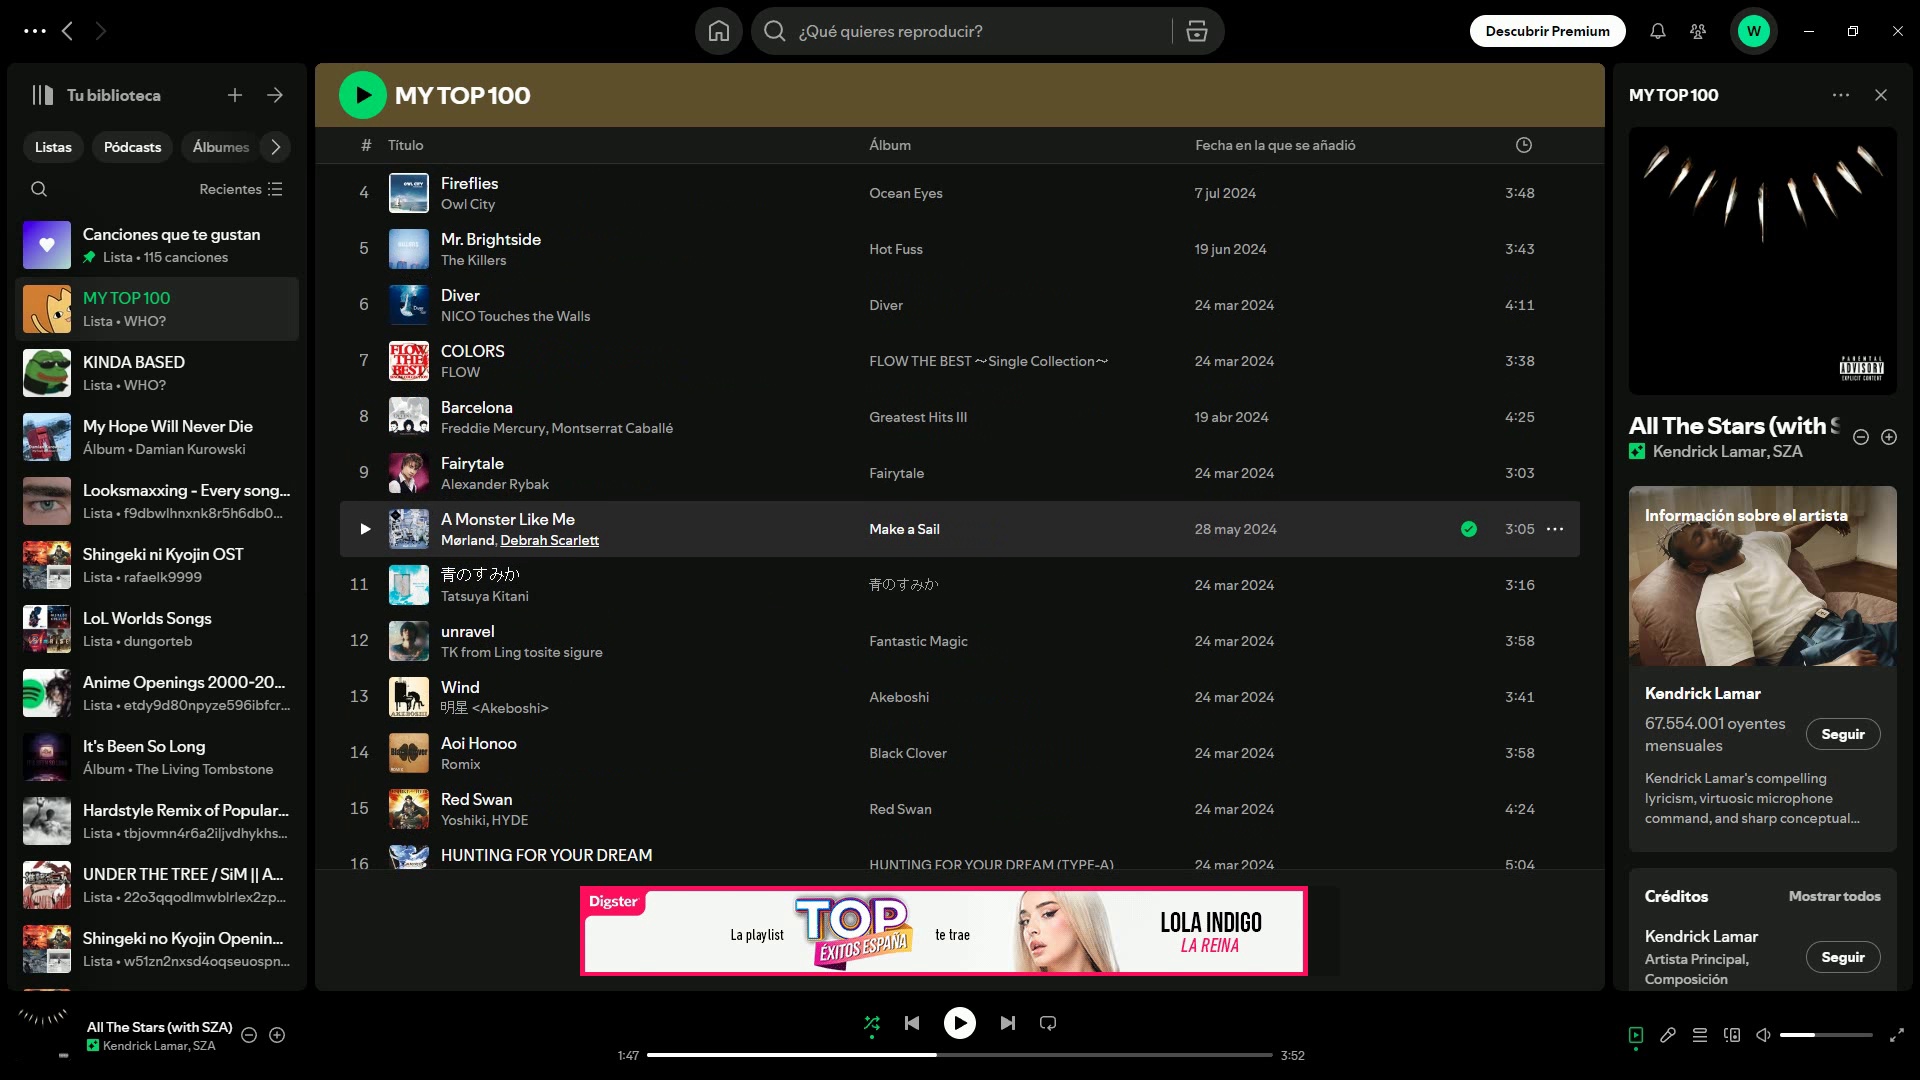 ¿Qué quieres reproducir?
Descubrir Premium
W
Tu biblioteca
Listas
Pódcasts
Álbumes
Recientes
Canciones que te gustan
Lista • 115 canciones
MY TOP 100
Lista • WHO?
KINDA BASED
Lista • WHO?
My Hope Will Never Die
Álbum • Damian Kurowski
Looksmaxxing - Every song...
Lista • f9dbwlhnxnk8r5h6db0...
Shingeki ni Kyojin OST
Lista • rafaelk9999
LoL Worlds Songs
Lista • dungorteb
Anime Openings 2000-20...
Lista • etdy9d80npyze596ibfcr...
It's Been So Long
Álbum • The Living Tombstone
Hardstyle Remix of Popular...
Lista • tbjovmn4r6a2iljvdhykhs...
UNDER THE TREE / SiM || A...
Lista • 22o3qqodlmwblrlex2zp...
Shingeki no Kyojin Openin...
Lista • w51zn2nxsd4oqseuospn...
MY TOP 100
# Título Álbum Fecha en la que se añadió
4 Fireflies Ocean Eyes 7 jul 2024 3:48
Owl City
5 Mr. Brightside Hot Fuss 19 jun 2024 3:43
The Killers
6 Diver Diver 24 mar 2024 4:11
NICO Touches the Walls
7 COLORS FLOW THE BEST ～Single Collection～ 24 mar 2024 3:38
FLOW
8 Barcelona Greatest Hits III 19 abr 2024 4:25
Freddie Mercury, Montserrat Caballé
9 Fairytale Fairytale 24 mar 2024 3:03
Alexander Rybak
A Monster Like Me Make a Sail 28 may 2024 3:05
Mørland, Debrah Scarlett
11 青のすみか 青のすみか 24 mar 2024 3:16
Tatsuya Kitani
12 unravel Fantastic Magic 24 mar 2024 3:58
TK from Ling tosite sigure
13 Wind Akeboshi 24 mar 2024 3:41
明星 <Akeboshi>
14 Aoi Honoo Black Clover 24 mar 2024 3:58
Romix
15 Red Swan Red Swan 24 mar 2024 4:24
Yoshiki, HYDE
16 HUNTING FOR YOUR DREAM HUNTING FOR YOUR DREAM (TYPE-A) 24 mar 2024 5:04
Digster
La playlist
TOP
ÉXITOS ESPAÑA
te trae
LOLA INDIGO
LA REINA
MY TOP 100
PARENTAL
ADVISORY
EXPLICIT CONTENT
All The Stars (with S
Kendrick Lamar, SZA
Información sobre el artista
Kendrick Lamar
67.554.001 oyentes
mensuales
Seguir
Kendrick Lamar's compelling
lyricism, virtuosic microphone
command, and sharp conceptual...
Créditos
Mostrar todos
Kendrick Lamar
Artista Principal,
Composición
Seguir
All The Stars (with SZA)
Kendrick Lamar, SZA
1:47
3:52